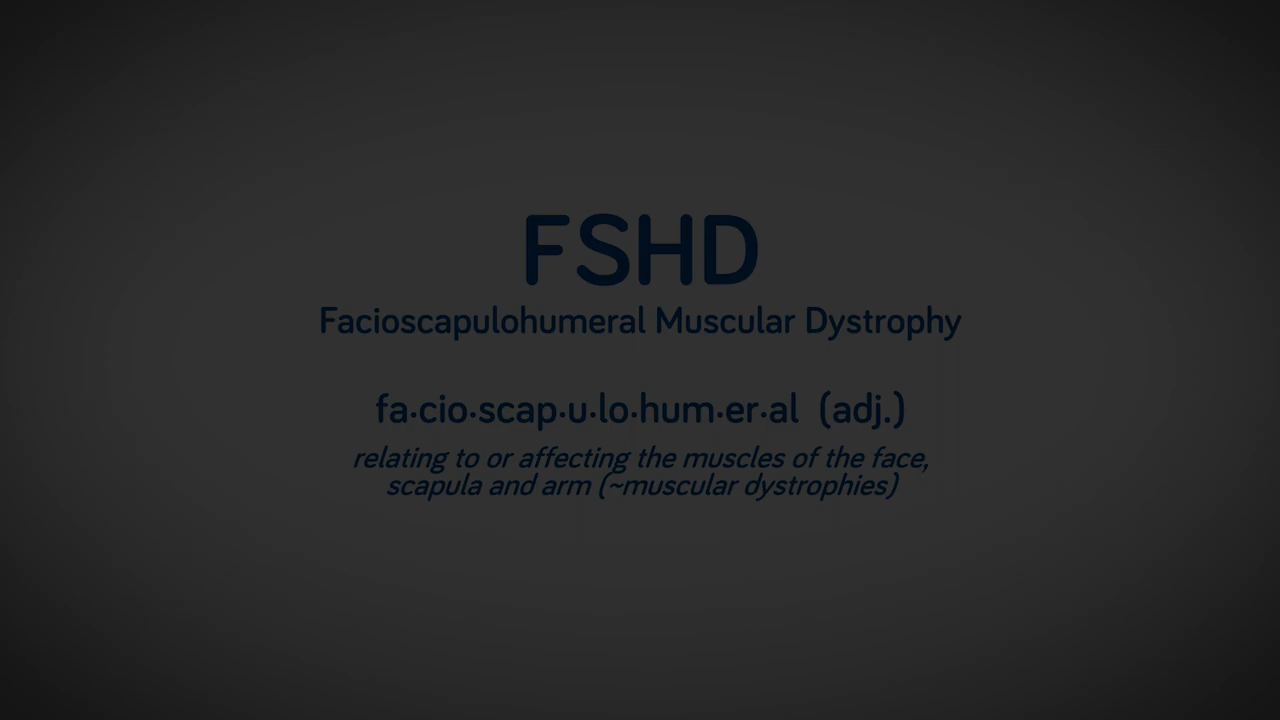 FSHD
Facioscapulohumeral Muscular Dystrophy
fa·cio·scap·u·lo·hum·er·al (adj.)
relating to or affecting the muscles of the face,
scapula and arm (~muscular dystrophies)